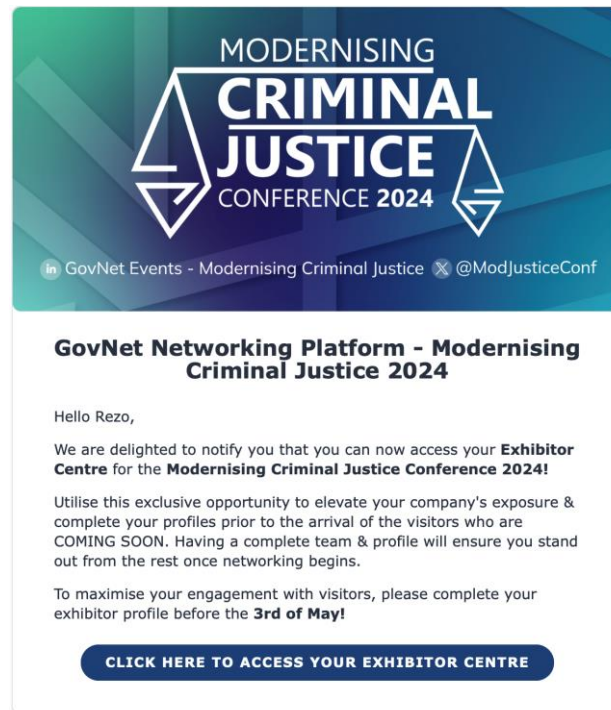 MODERNISING
CRIMINAL
JUSTICE
CONFERENCE 2024
in GovNet Events - Modernising Criminal Justice X @ModJusticeConf
GovNet Networking Platform - Modernising
Criminal Justice 2024
Hello Rezo,
We are delighted to notify you that you can now access your Exhibitor
Centre for the Modernising Criminal Justice Conference 2024!
Utilise this exclusive opportunity to elevate your company's exposure &
complete your profiles prior to the arrival of the visitors who are
COMING SOON. Having a complete team & profile will ensure you stand
out from the rest once networking begins.
To maximise your engagement with visitors, please complete your
exhibitor profile before the 3rd of May!
CLICK HERE TO ACCESS YOUR EXHIBITOR CENTRE